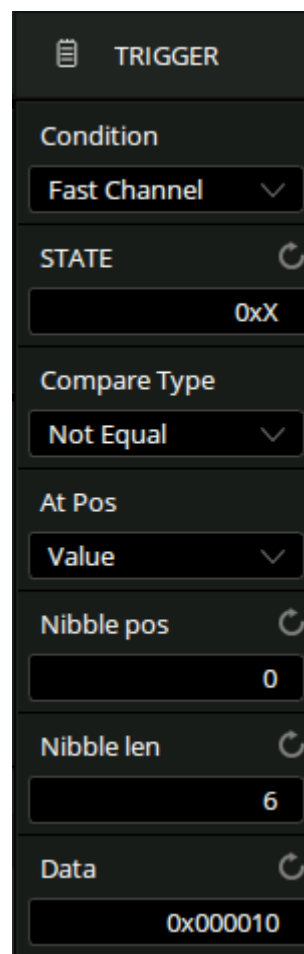 TRIGGER
Condition
Fast Channel
STATE
0xX
Compare Type
Not Equal
At Pos
Value
Nibble pos
0
Nibble len
6
Data
0x000010